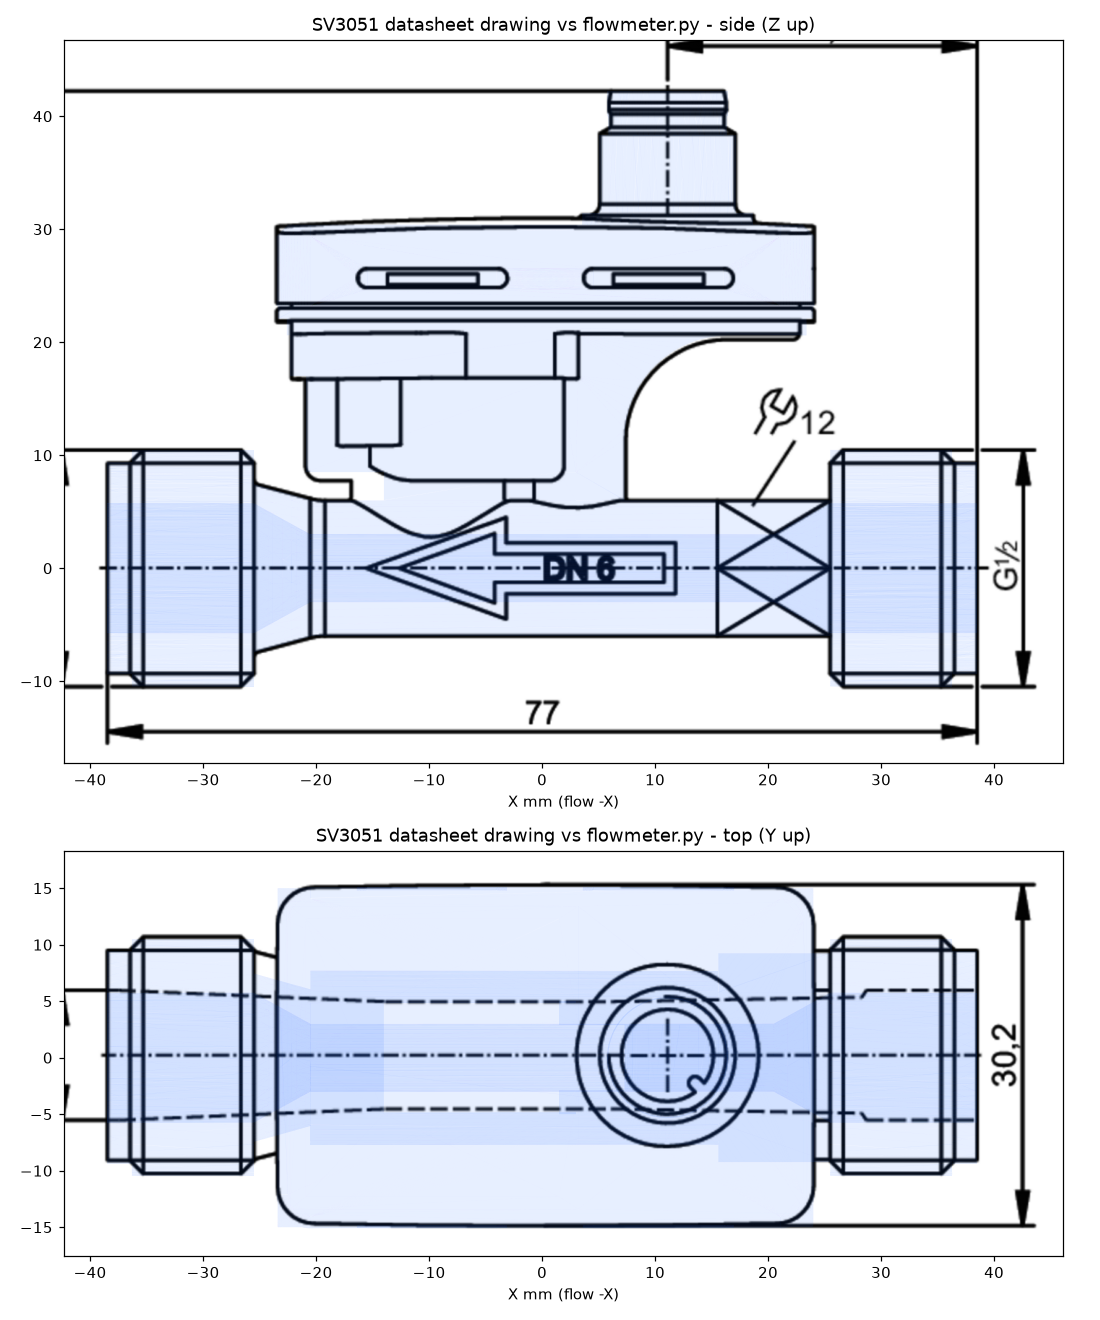 SV3051 datasheet drawing vs flowmeter.py - side (Z up)
40
30
20
10
0
−10
12
DN 6
G½
77
−40 −30 −20 −10 0 10 20 30 40
X mm (flow -X)
SV3051 datasheet drawing vs flowmeter.py - top (Y up)
15
10
5
0
−5
−10
−15
30,2
−40 −30 −20 −10 0 10 20 30 40
X mm (flow -X)